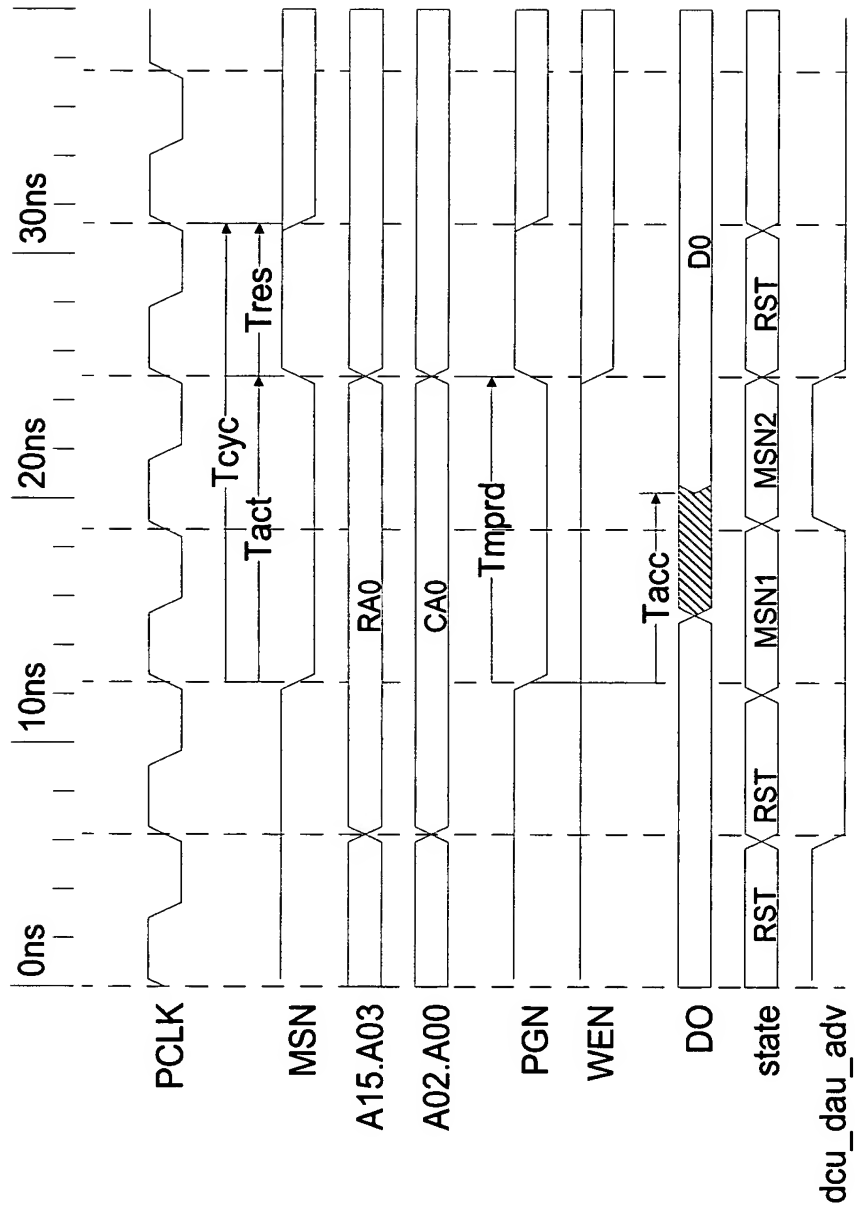 0ns 10ns 20ns 30ns
PCLK
Tcyc
Tact Tres
MSN
A15.A03 RA0
A02.A00 CA0
Tmprd
PGN
WEN
Tacc
DO D0
state RST RST MSN1 MSN2 RST
dcu_dau_adv